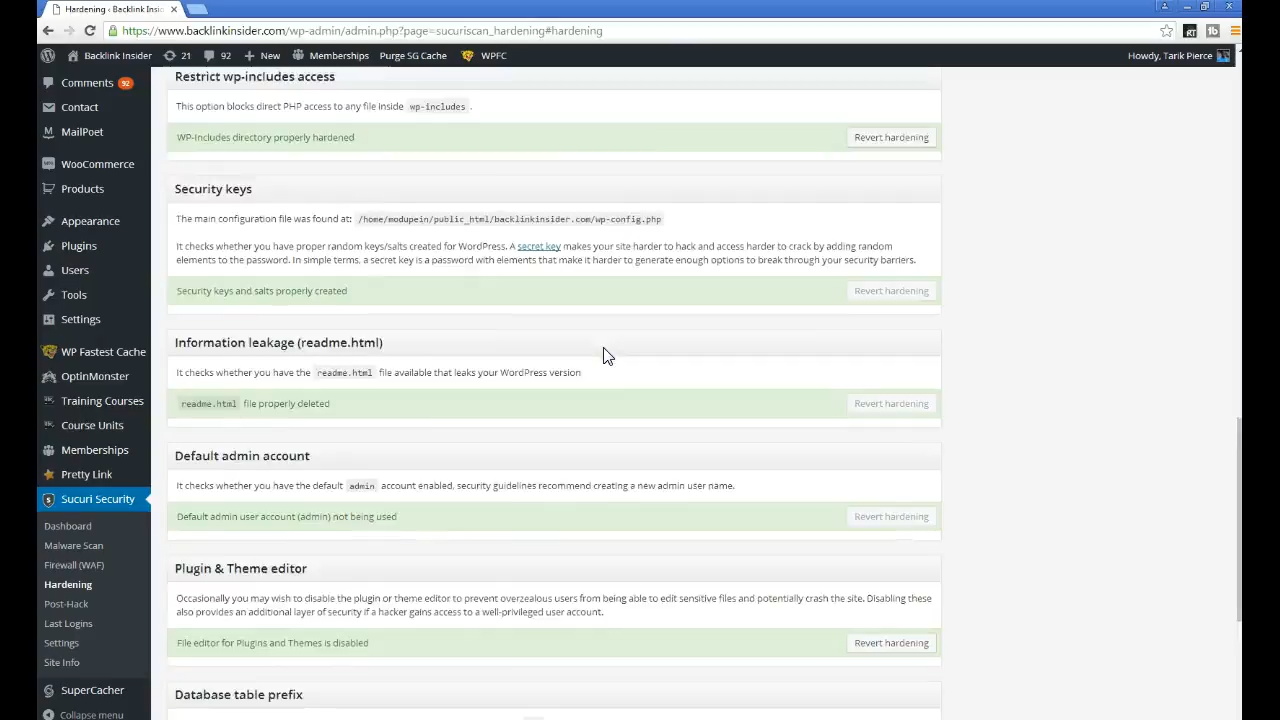 Hardening ‹ Backlink Insid
https://www.backlinkinsider.com/wp-admin/admin.php?page=sucuriscan_hardening#hardening
Backlink Insider 21 92 New Memberships Purge SG Cache WPFC Howdy, Tarik Pierce
Comments 92
Contact
MailPoet
WooCommerce
Products
Appearance
Plugins
Users
Tools
Settings
WP Fastest Cache
OptinMonster
Training Courses
Course Units
Memberships
Pretty Link
Sucuri Security
Dashboard
Malware Scan
Firewall (WAF)
Hardening
Post-Hack
Last Logins
Settings
Site Info
SuperCacher
Collapse menu
Restrict wp-includes access
This option blocks direct PHP access to any file inside wp-includes .
WP-Includes directory properly hardened Revert hardening
Security keys
The main configuration file was found at: /home/modupein/public_html/backlinkinsider.com/wp-config.php
It checks whether you have proper random keys/salts created for WordPress. A secret key makes your site harder to hack and access harder to crack by adding random
elements to the password. In simple terms, a secret key is a password with elements that make it harder to generate enough options to break through your security barriers.
Security keys and salts properly created Revert hardening
Information leakage (readme.html)
It checks whether you have the readme.html file available that leaks your WordPress version
readme.html file properly deleted Revert hardening
Default admin account
It checks whether you have the default admin account enabled, security guidelines recommend creating a new admin user name.
Default admin user account (admin) not being used Revert hardening
Plugin & Theme editor
Occasionally you may wish to disable the plugin or theme editor to prevent overzealous users from being able to edit sensitive files and potentially crash the site. Disabling these
also provides an additional layer of security if a hacker gains access to a well-privileged user account.
File editor for Plugins and Themes is disabled Revert hardening
Database table prefix